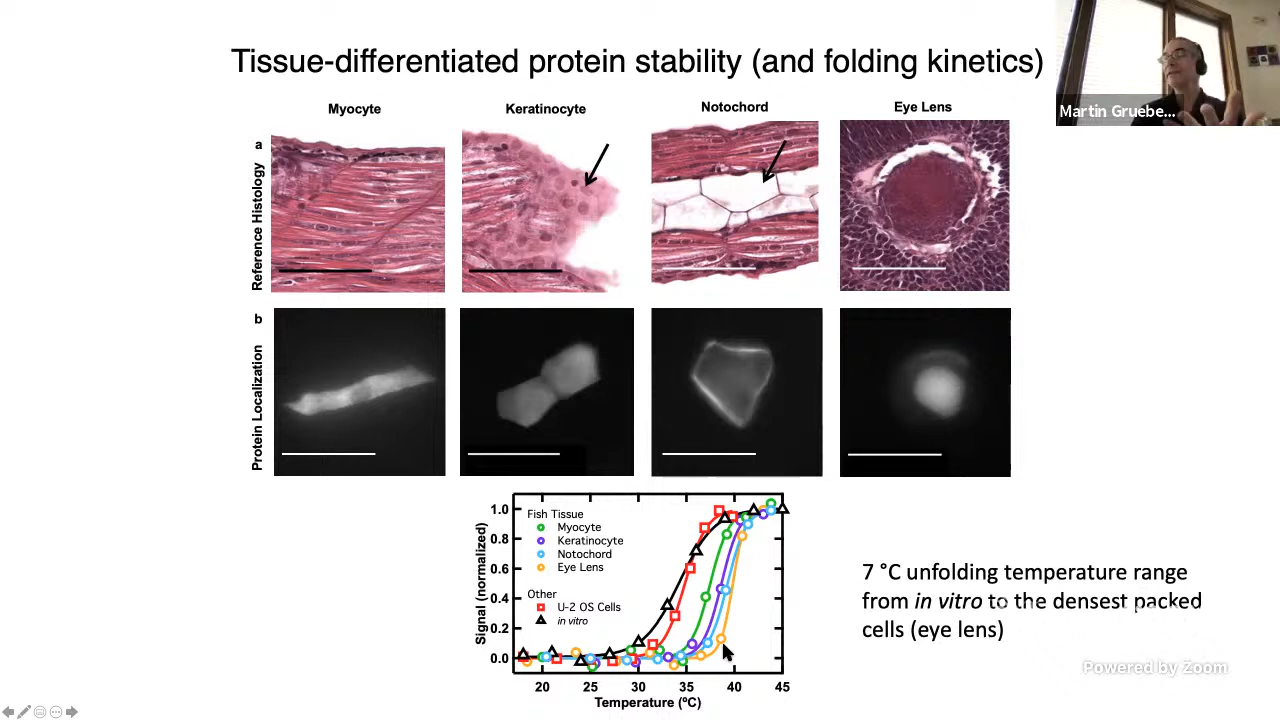 Tissue-differentiated protein stability (and folding kinetics)
Martin Gruebe...
Myocyte
Keratinocyte
Notochord
Eye Lens
a
Reference Histology
b
Protein Localization
Signal (normalized)
1.0
0.8
0.6
0.4
0.2
0.0
Fish Tissue
Myocyte
Keratinocyte
Notochord
Eye Lens
Other
U-2 OS Cells
in vitro
20 25 30 35 40 45
Temperature (ºC)
7 °C unfolding temperature range
from in vitro to the densest packed
cells (eye lens)
Powered by Zoom